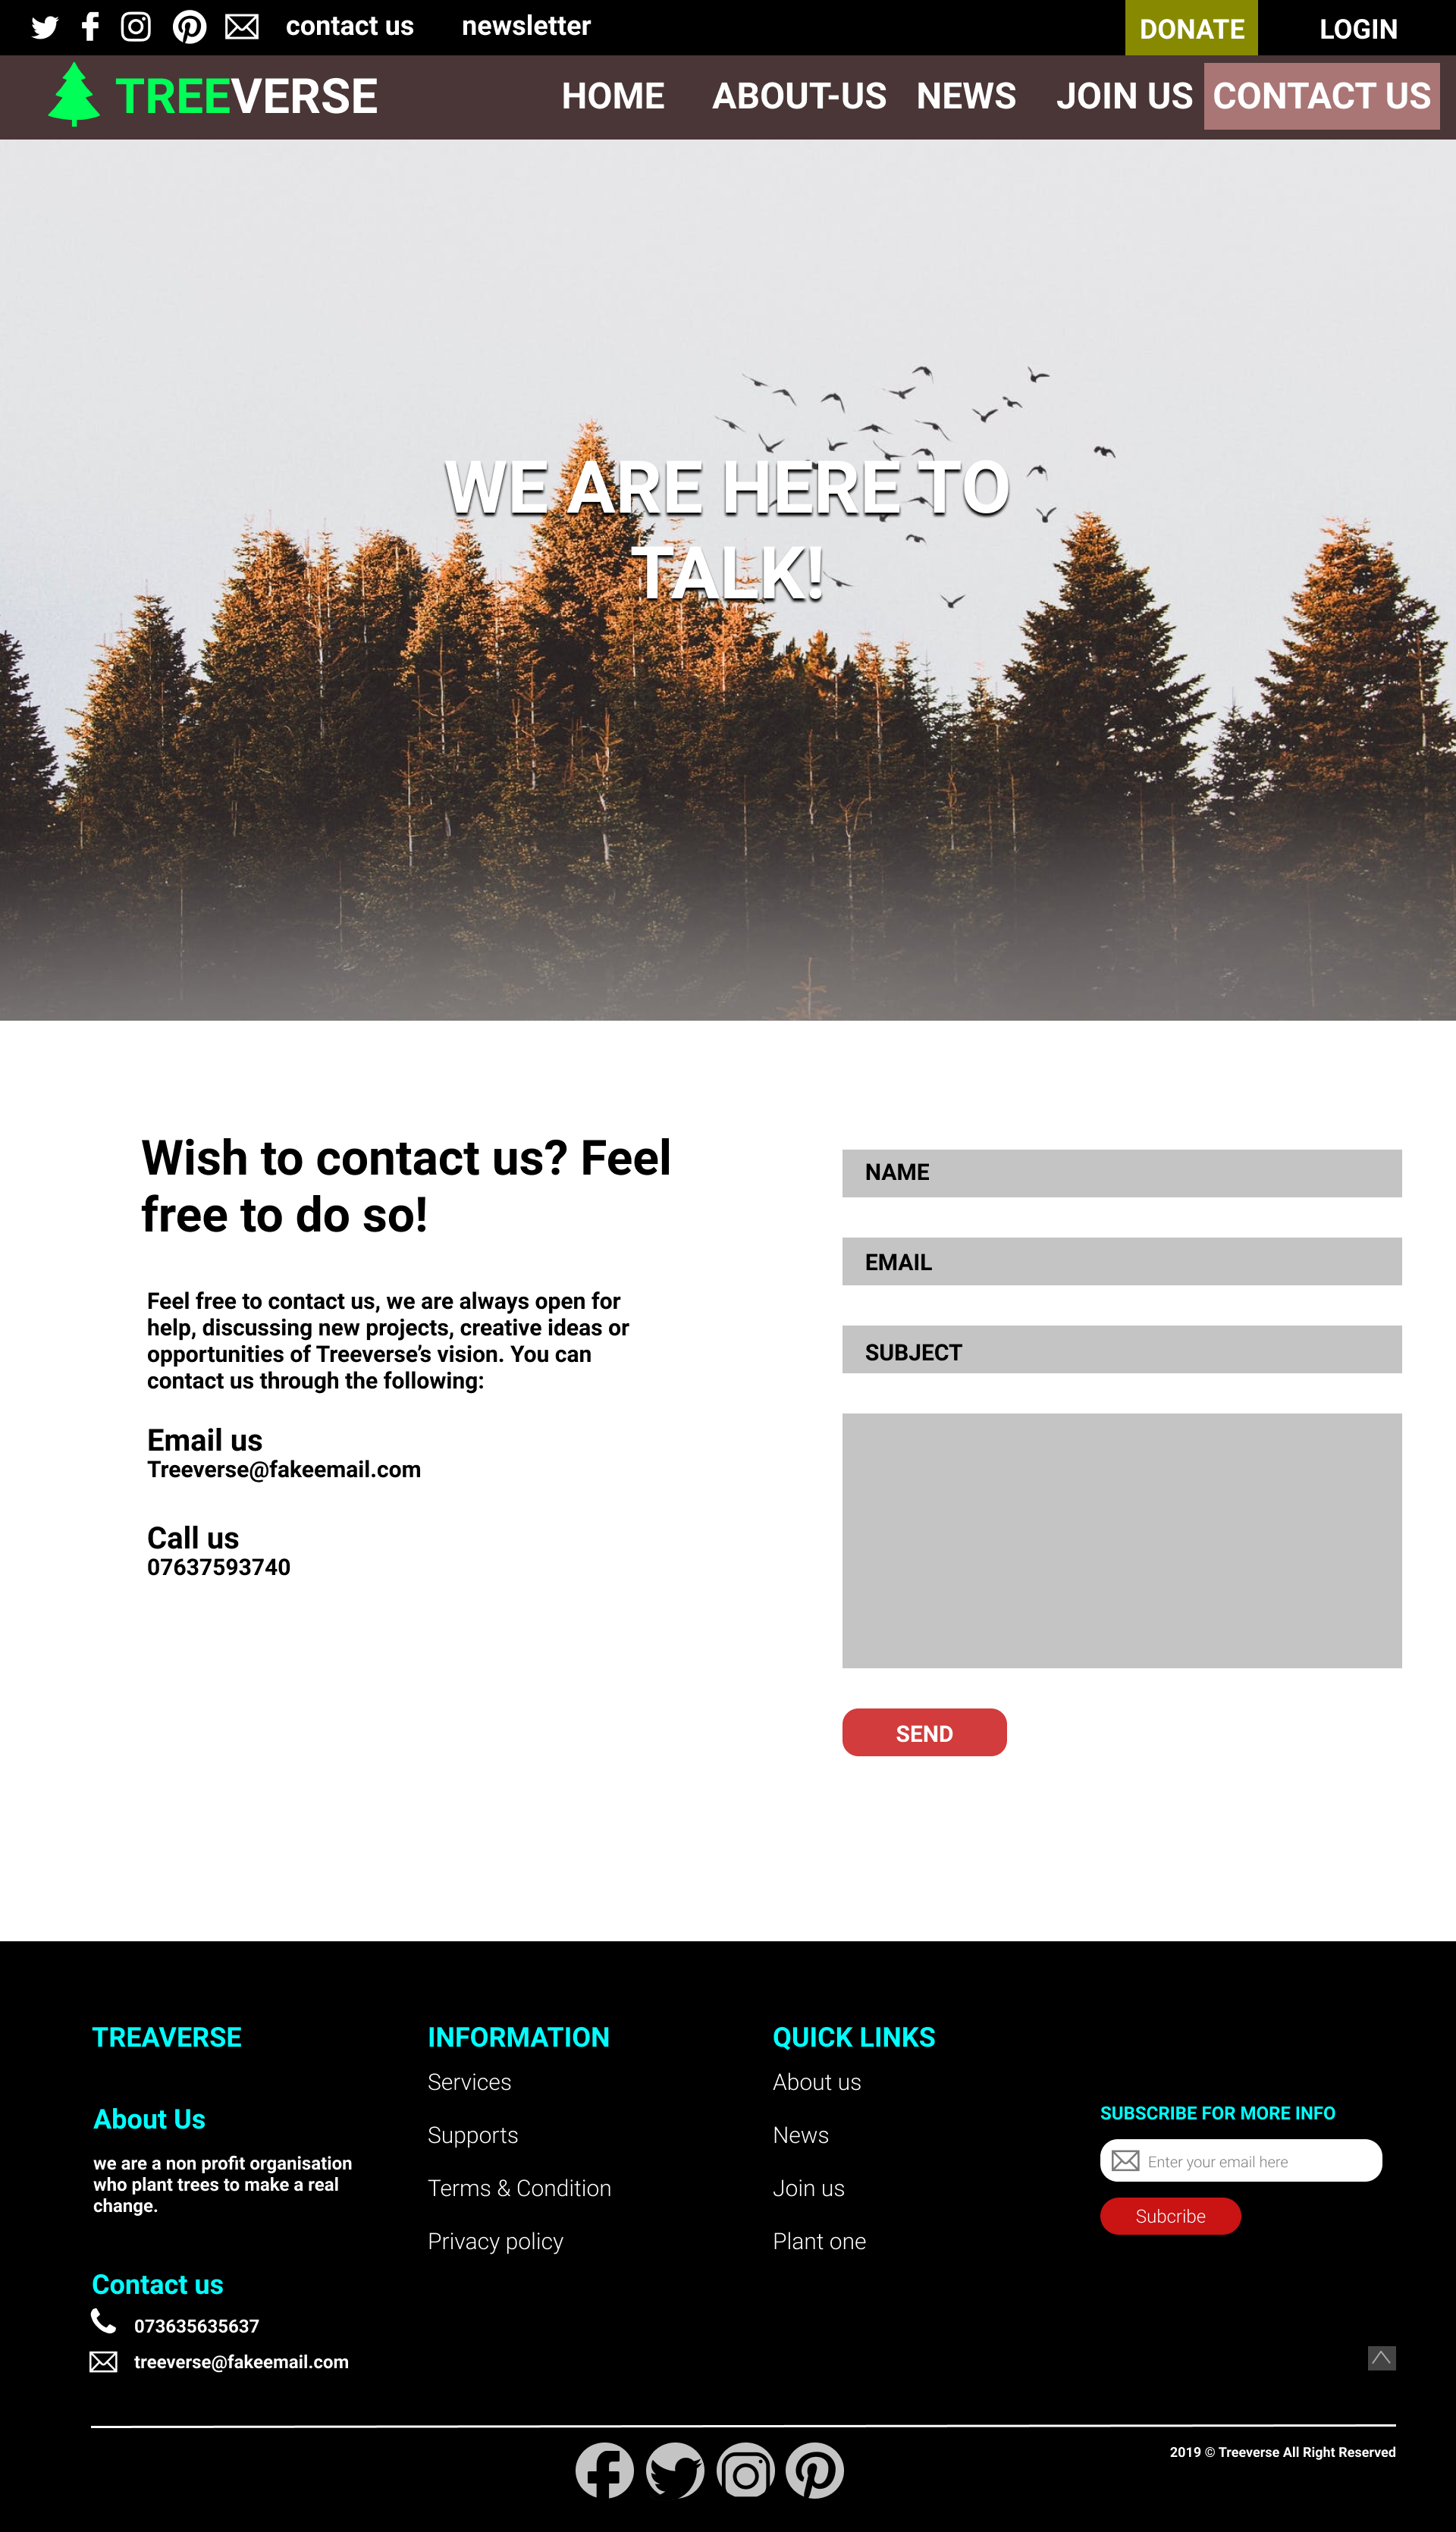 contact us
newsletter
DONATE
LOGIN
TREEVERSE
HOME
ABOUT-US
NEWS
JOIN US
CONTACT US
WE ARE HERE TO
TALK!
Wish to contact us? Feel
free to do so!
Feel free to contact us, we are always open for
help, discussing new projects, creative ideas or
opportunities of Treeverse’s vision. You can
contact us through the following:
Email us
Treeverse@fakeemail.com
Call us
07637593740
NAME
EMAIL
SUBJECT
SEND
TREAVERSE
About Us
we are a non profit organisation
who plant trees to make a real
change.
Contact us
073635635637
treeverse@fakeemail.com
INFORMATION
Services
Supports
Terms & Condition
Privacy policy
QUICK LINKS
About us
News
Join us
Plant one
SUBSCRIBE FOR MORE INFO
Enter your email here
Subcribe
2019 © Treeverse All Right Reserved